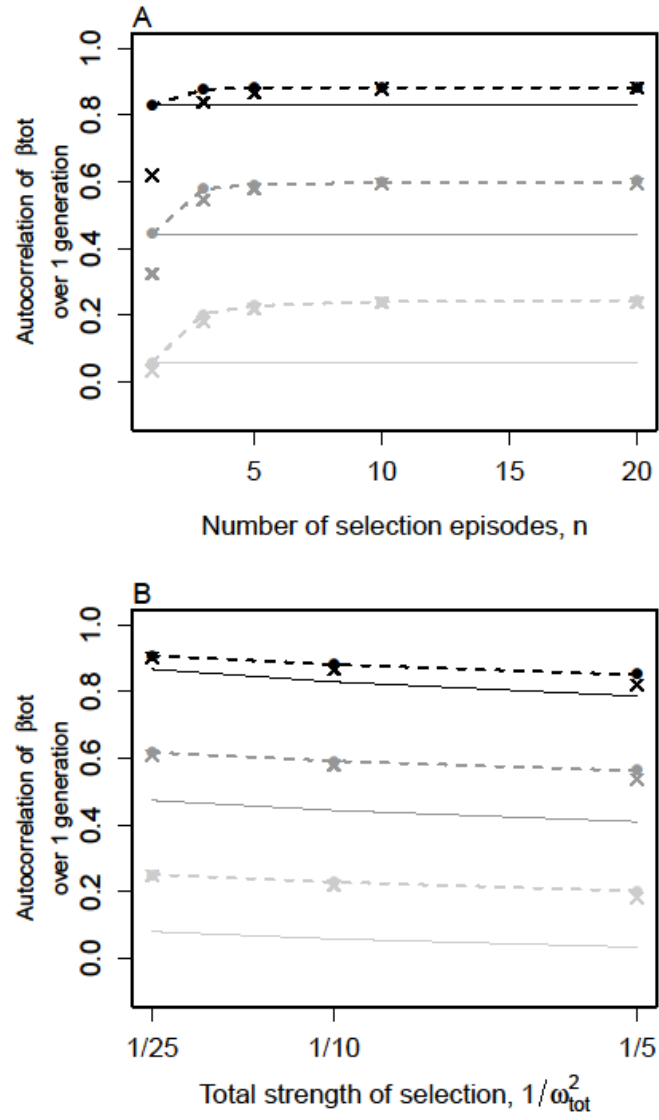 A
Autocorrelation of βtot
over 1 generation
1.0
0.8
0.6
0.4
0.2
0.0
5
10
15
20
Number of selection episodes, n
B
Autocorrelation of βtot
over 1 generation
1.0
0.8
0.6
0.4
0.2
0.0
1/25
1/10
1/5
Total strength of selection, 1/ω²tot